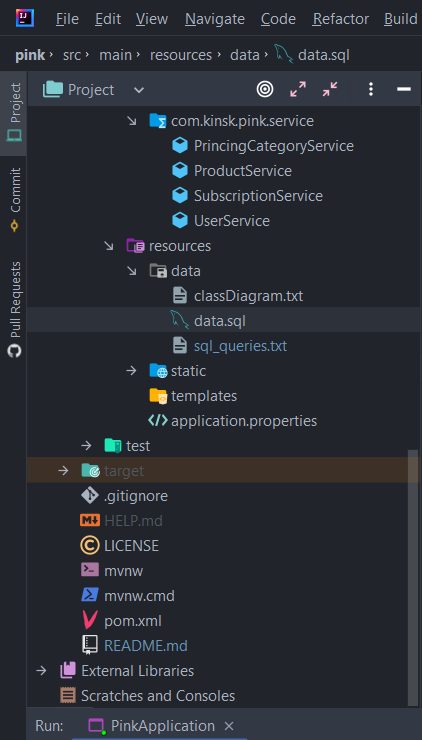 IJ File Edit View Navigate Code Refactor Build
pink › src › main › resources › data › data.sql
Project
Commit
Pull Requests
Project
com.kinsk.pink.service
PrincingCategoryService
ProductService
SubscriptionService
UserService
resources
data
classDiagram.txt
data.sql
sql_queries.txt
static
templates
application.properties
test
target
.gitignore
HELP.md
LICENSE
mvnw
mvnw.cmd
pom.xml
README.md
External Libraries
Scratches and Consoles
Run: PinkApplication ×